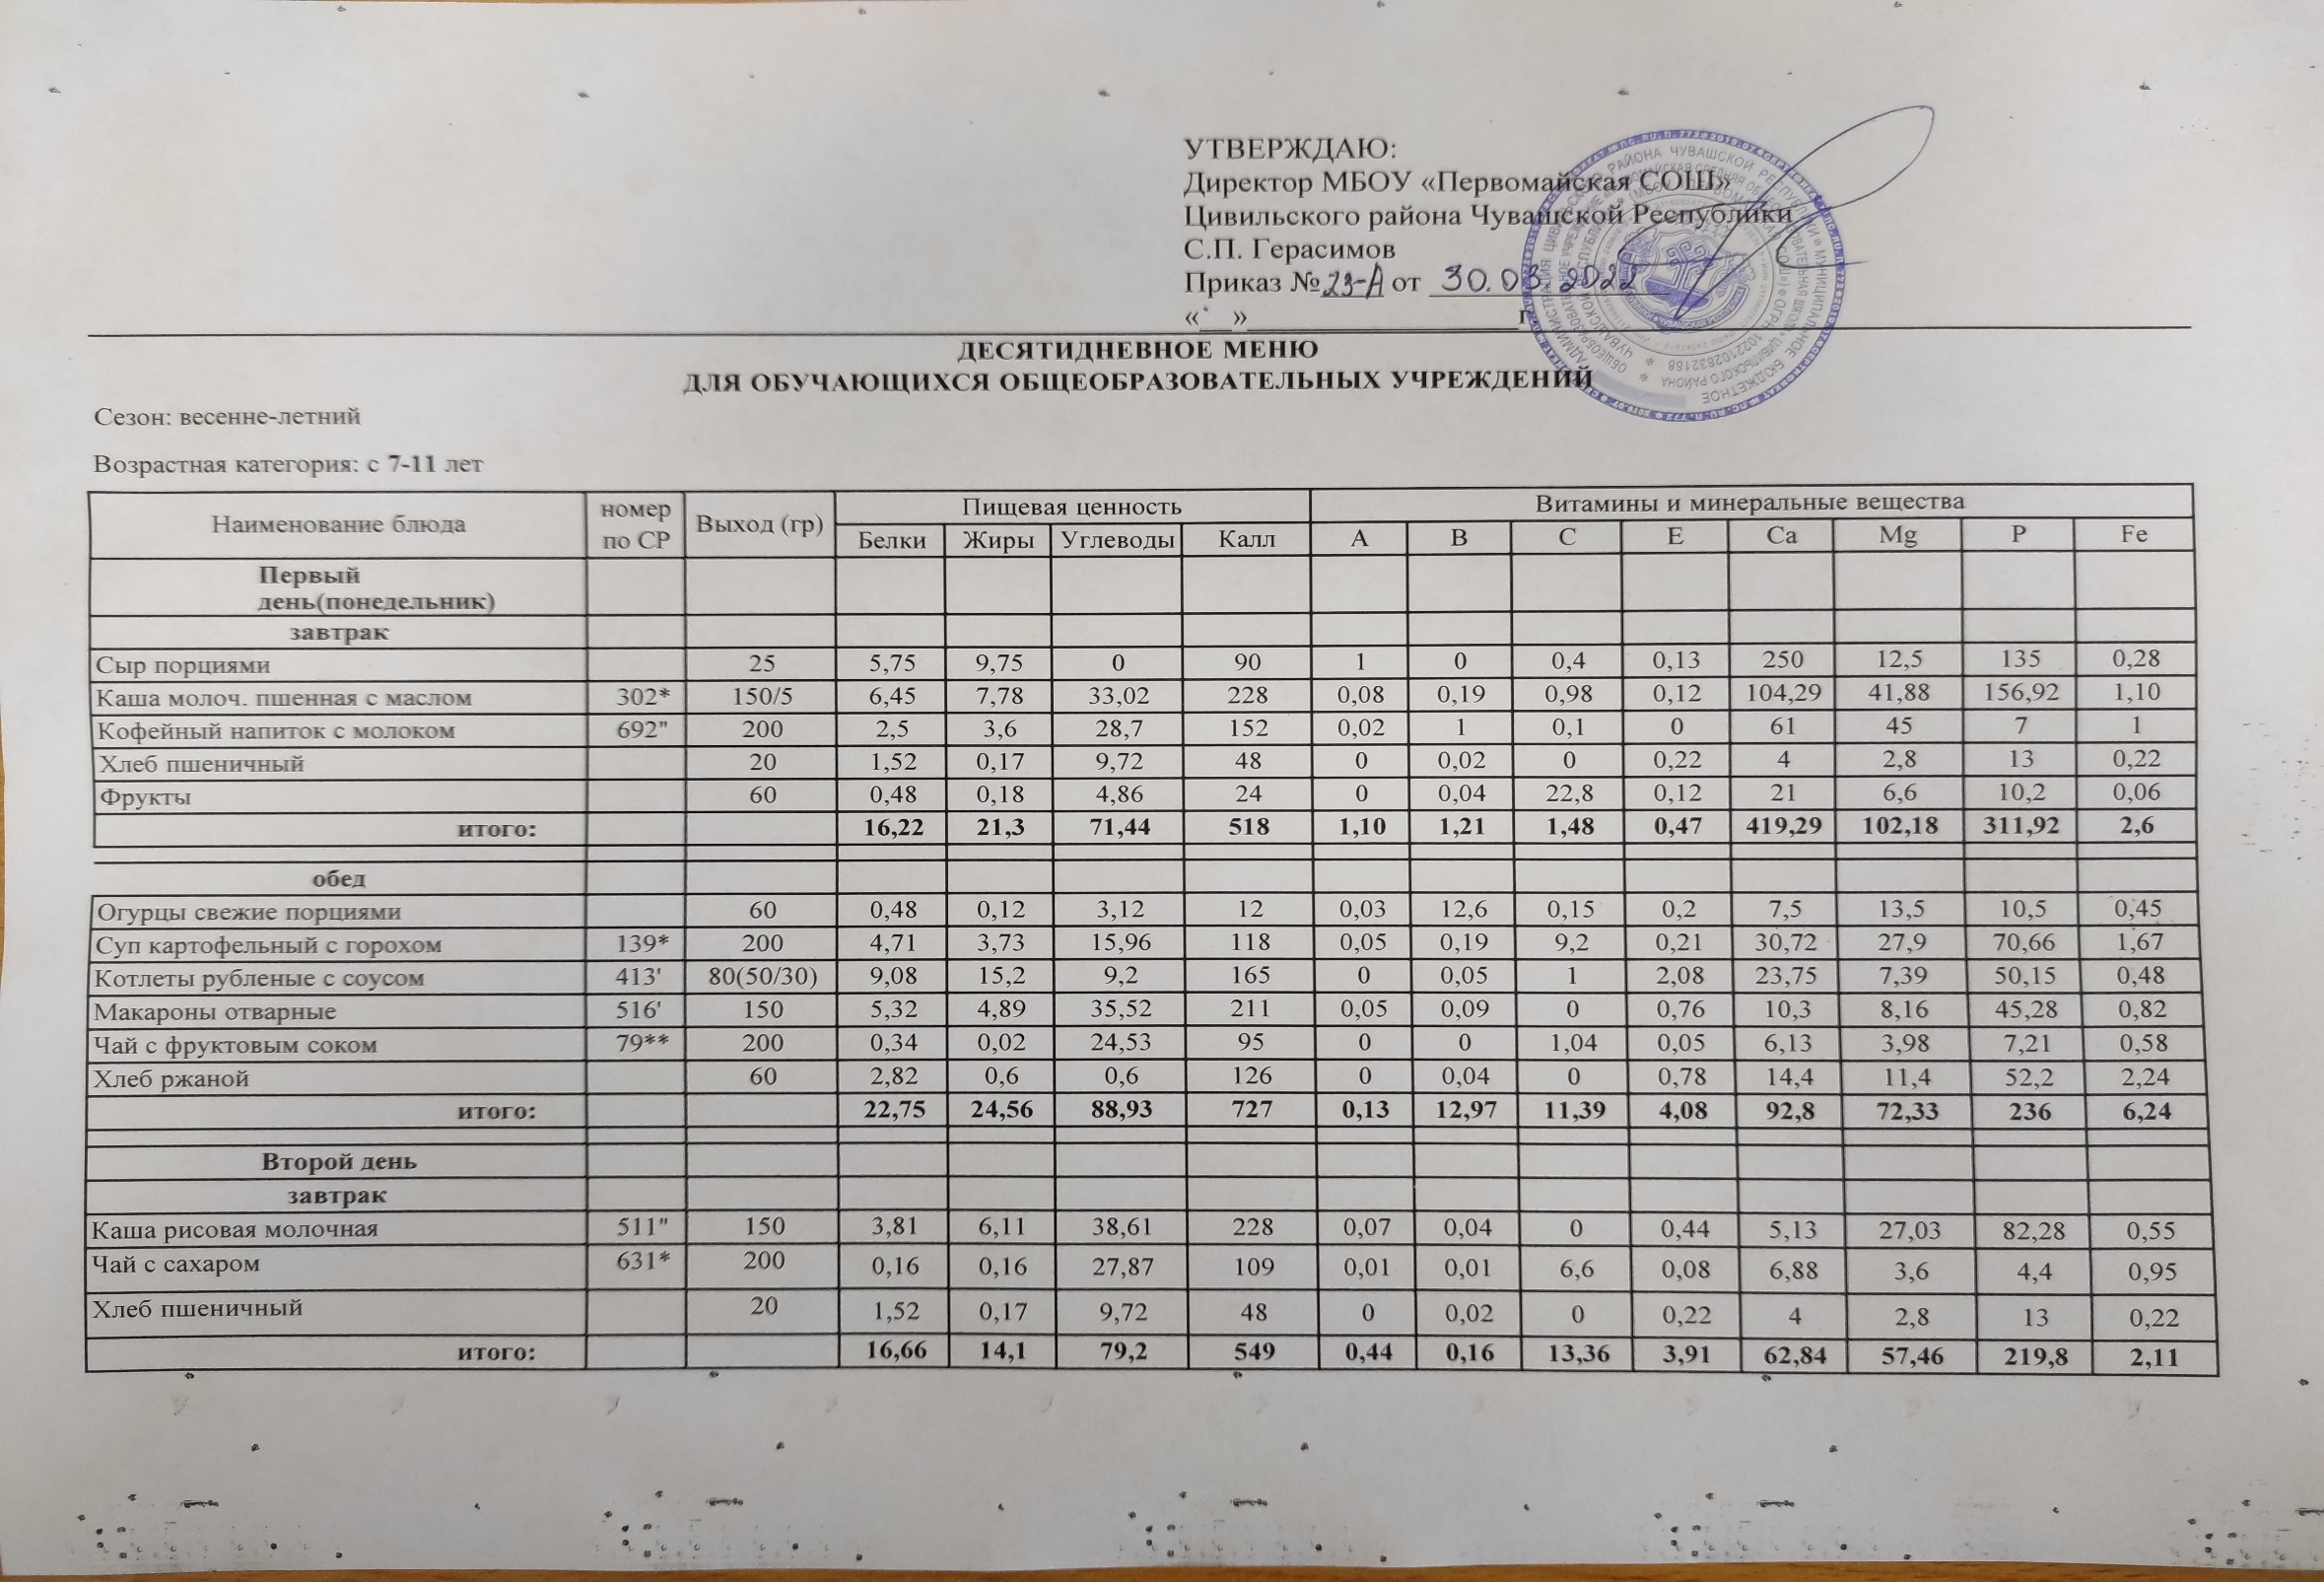 УТВЕРЖДАЮ:
Директор МБОУ «Первомайская СОШ»
Цивильского района Чувашской Республики
С.П. Герасимов
Приказ № 23-А от 30.03 2022
«__»____________________г
ДЕСЯТИДНЕВНОЕ МЕНЮ
ДЛЯ ОБУЧАЮЩИХСЯ ОБЩЕОБРАЗОВАТЕЛЬНЫХ УЧРЕЖДЕНИЙ
Сезон: весенне-летний
Возрастная категория: с 7-11 лет
Наименование блюда номер по СР Выход (гр) Пищевая ценность Витамины и минеральные вещества
Белки Жиры Углеводы Калл A B C E Ca Mg P Fe
Первый
день(понедельник)
завтрак
Сыр порциями 25 5,75 9,75 0 90 1 0 0,4 0,13 250 12,5 135 0,28
Каша молоч. пшенная с маслом 302* 150/5 6,45 7,78 33,02 228 0,08 0,19 0,98 0,12 104,29 41,88 156,92 1,10
Кофейный напиток с молоком 692" 200 2,5 3,6 28,7 152 0,02 1 0,1 0 61 45 7 1
Хлеб пшеничный 20 1,52 0,17 9,72 48 0 0,02 0 0,22 4 2,8 13 0,22
Фрукты 60 0,48 0,18 4,86 24 0 0,04 22,8 0,12 21 6,6 10,2 0,06
итого: 16,22 21,3 71,44 518 1,10 1,21 1,48 0,47 419,29 102,18 311,92 2,6
обед
Огурцы свежие порциями 60 0,48 0,12 3,12 12 0,03 12,6 0,15 0,2 7,5 13,5 10,5 0,45
Суп картофельный с горохом 139* 200 4,71 3,73 15,96 118 0,05 0,19 9,2 0,21 30,72 27,9 70,66 1,67
Котлеты рубленые с соусом 413' 80(50/30) 9,08 15,2 9,2 165 0 0,05 1 2,08 23,75 7,39 50,15 0,48
Макароны отварные 516' 150 5,32 4,89 35,52 211 0,05 0,09 0 0,76 10,3 8,16 45,28 0,82
Чай с фруктовым соком 79** 200 0,34 0,02 24,53 95 0 0 1,04 0,05 6,13 3,98 7,21 0,58
Хлеб ржаной 60 2,82 0,6 0,6 126 0 0,04 0 0,78 14,4 11,4 52,2 2,24
итого: 22,75 24,56 88,93 727 0,13 12,97 11,39 4,08 92,8 72,33 236 6,24
Второй день
завтрак
Каша рисовая молочная 511" 150 3,81 6,11 38,61 228 0,07 0,04 0 0,44 5,13 27,03 82,28 0,55
Чай с сахаром 631* 200 0,16 0,16 27,87 109 0,01 0,01 6,6 0,08 6,88 3,6 4,4 0,95
Хлеб пшеничный 20 1,52 0,17 9,72 48 0 0,02 0 0,22 4 2,8 13 0,22
итого: 16,66 14,1 79,2 549 0,44 0,16 13,36 3,91 62,84 57,46 219,8 2,11